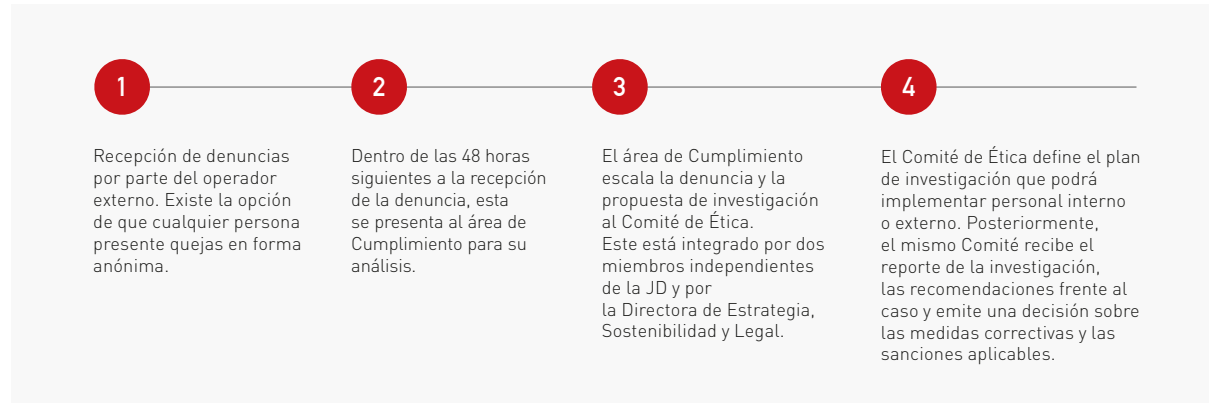 1
Recepción de denuncias
por parte del operador
externo. Existe la opción
de que cualquier persona
presente quejas en forma
anónima.
2
Dentro de las 48 horas
siguientes a la recepción
de la denuncia, esta
se presenta al área de
Cumplimiento para su
análisis.
3
El área de Cumplimiento
escala la denuncia y la
propuesta de investigación
al Comité de Ética.
Este está integrado por dos
miembros independientes
de la JD y por
la Directora de Estrategia,
Sostenibilidad y Legal.
4
El Comité de Ética define el plan
de investigación que podrá
implementar personal interno
o externo. Posteriormente,
el mismo Comité recibe el
reporte de la investigación,
las recomendaciones frente al
caso y emite una decisión sobre
las medidas correctivas y las
sanciones aplicables.